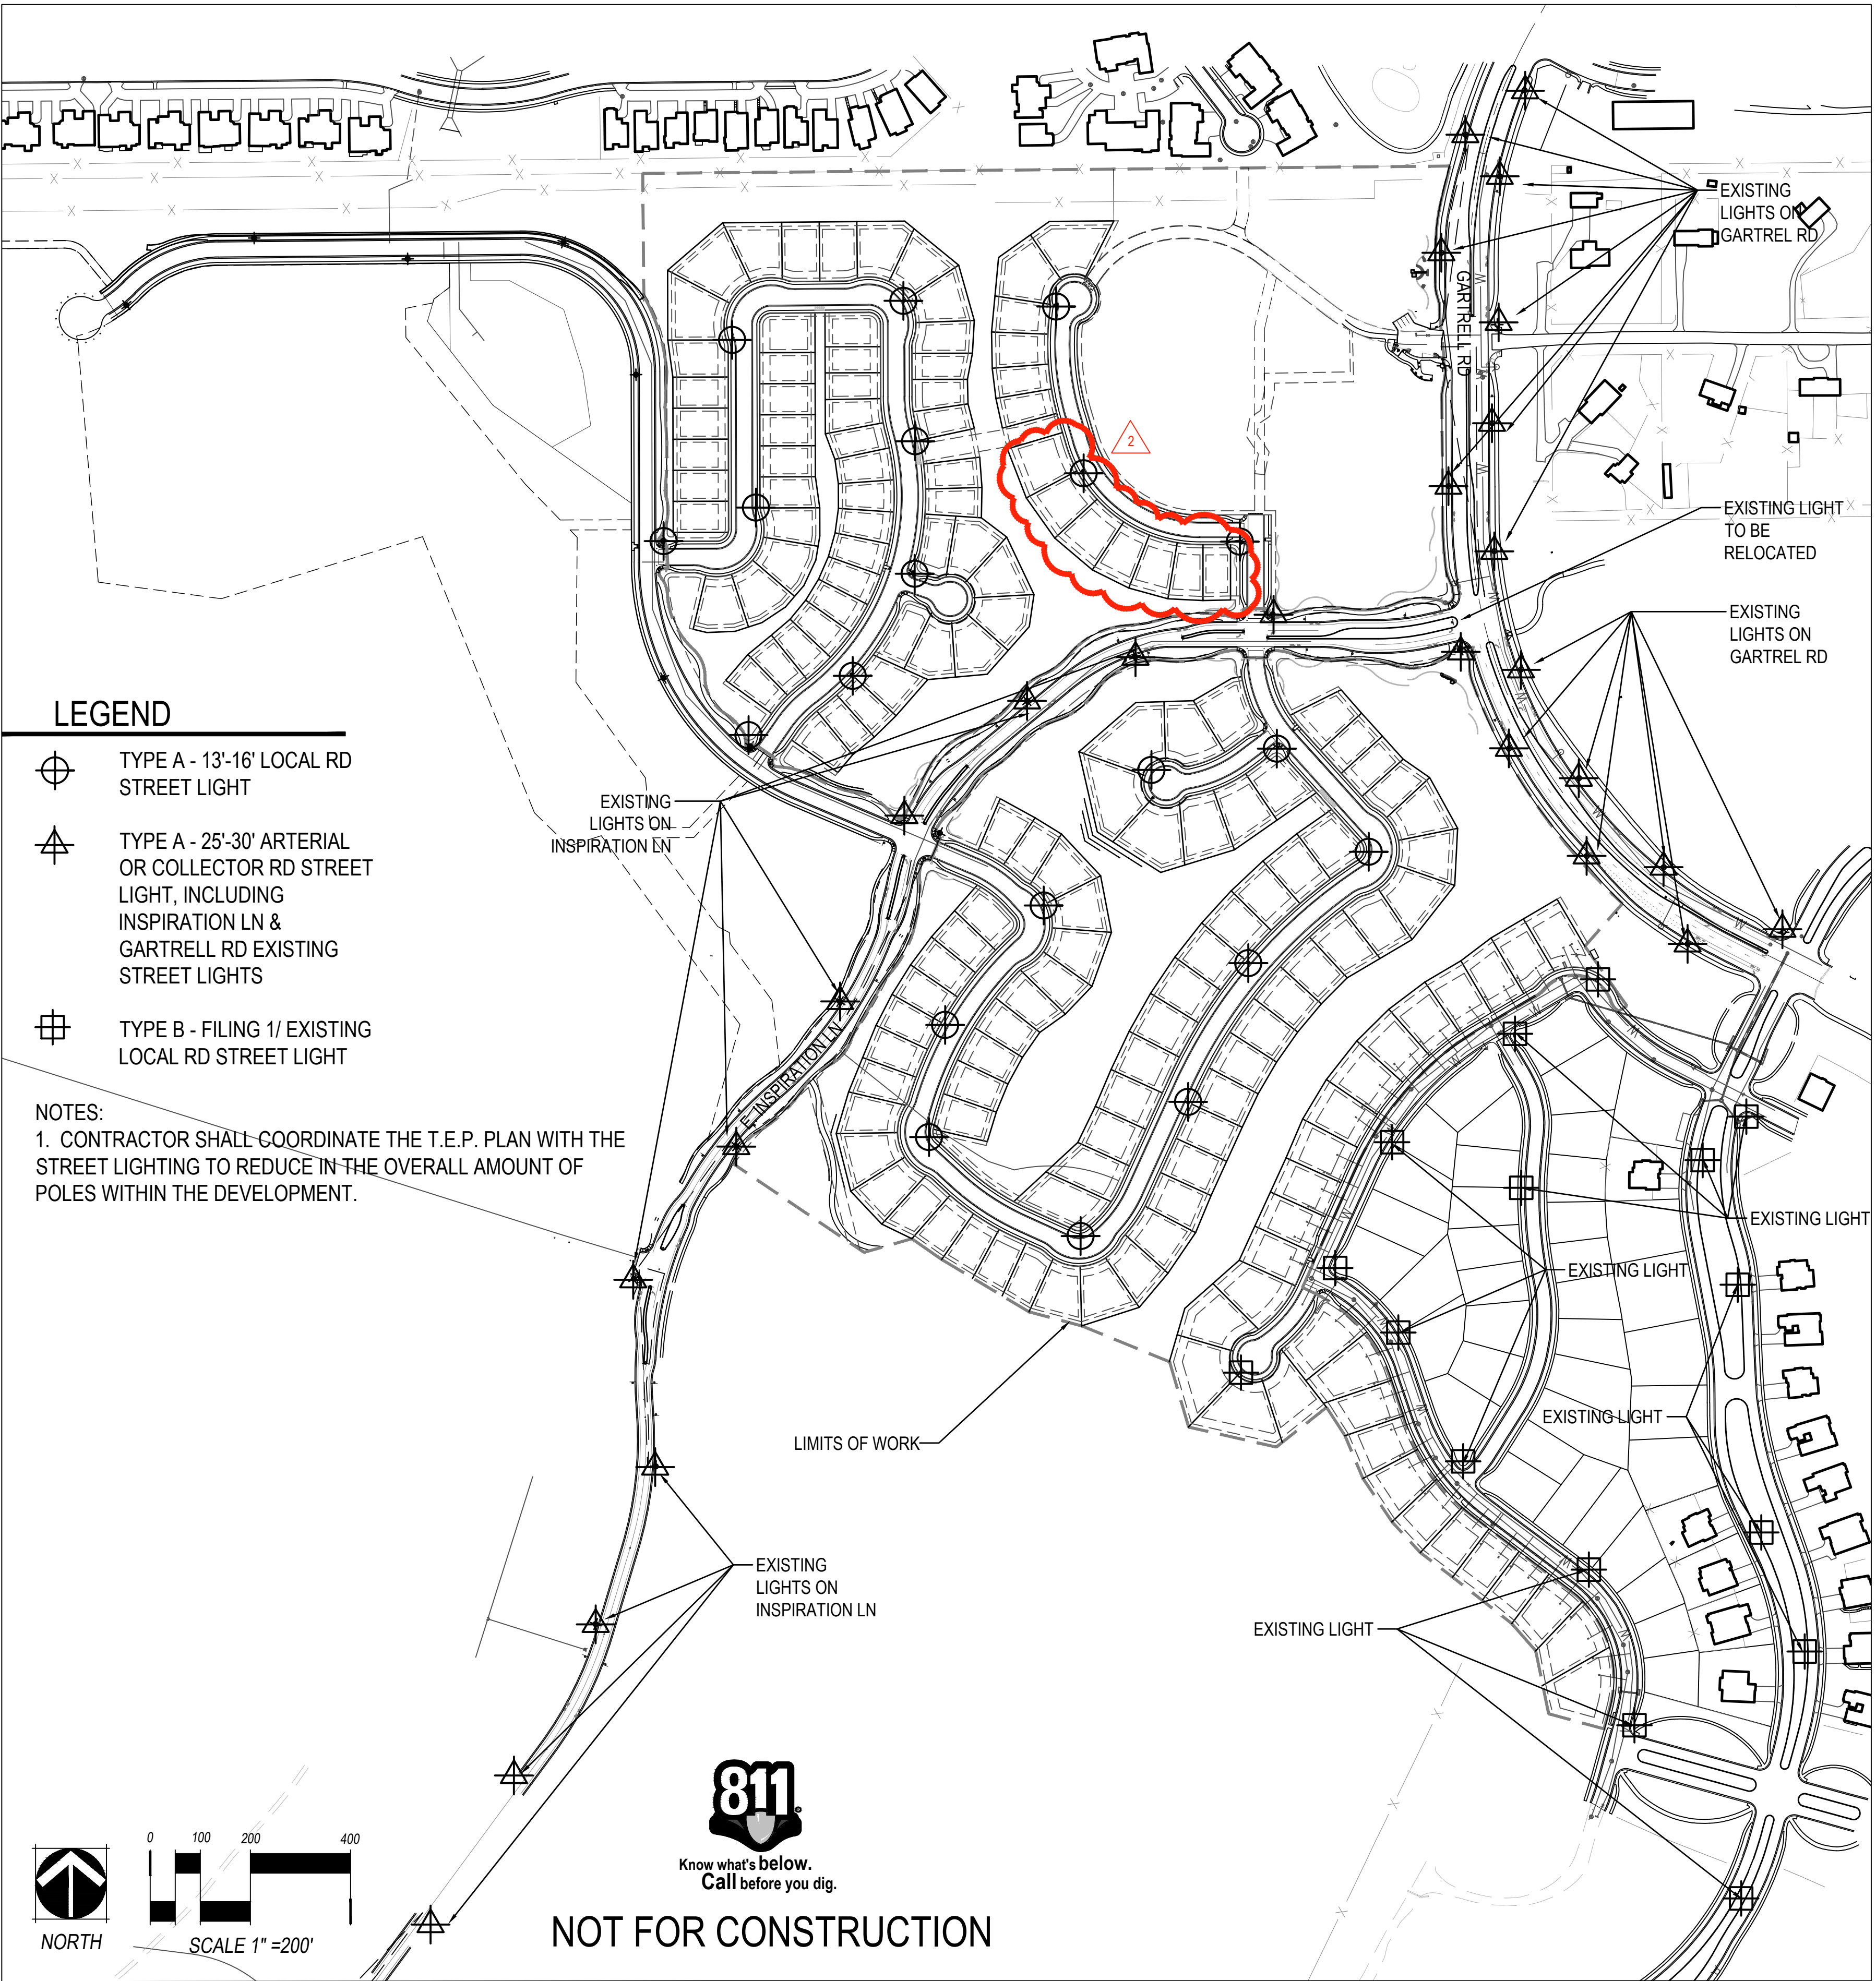 EXISTING
LIGHTS ON
GARTREL RD
GARTRELL RD
2
EXISTING LIGHT
TO BE
RELOCATED
EXISTING
LIGHTS ON
GARTREL RD
LEGEND
TYPE A - 13'-16' LOCAL RD
STREET LIGHT
TYPE A - 25'-30' ARTERIAL
OR COLLECTOR RD STREET
LIGHT, INCLUDING
INSPIRATION LN &
GARTRELL RD EXISTING
STREET LIGHTS
TYPE B - FILING 1/ EXISTING
LOCAL RD STREET LIGHT
NOTES:
1. CONTRACTOR SHALL COORDINATE THE T.E.P. PLAN WITH THE
STREET LIGHTING TO REDUCE IN THE OVERALL AMOUNT OF
POLES WITHIN THE DEVELOPMENT.
EXISTING
LIGHTS ON
INSPIRATION LN
E. INSPIRATION LN
EXISTING LIGHT
EXISTING LIGHT
EXISTING LIGHT
LIMITS OF WORK
EXISTING
LIGHTS ON
INSPIRATION LN
EXISTING LIGHT
811
Know what's below.
Call before you dig.
NOT FOR CONSTRUCTION
0 100 200 400
NORTH
SCALE 1" =200'